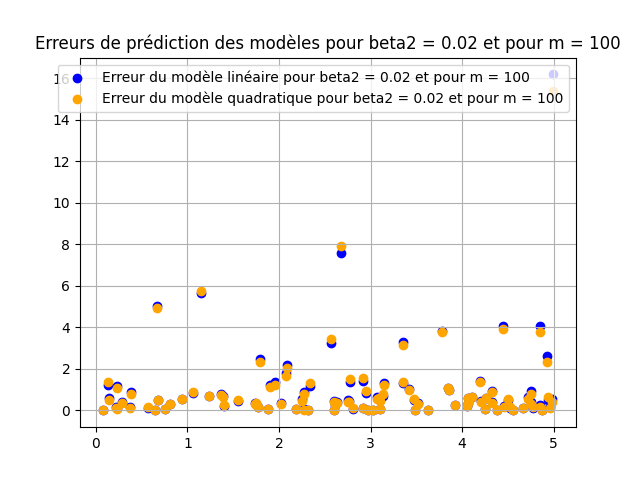 Erreurs de prédiction des modèles pour beta2 = 0.02 et pour m = 100
Erreur du modèle linéaire pour beta2 = 0.02 et pour m = 100
Erreur du modèle quadratique pour beta2 = 0.02 et pour m = 100
16
14
12
10
8
6
4
2
0
0 1 2 3 4 5